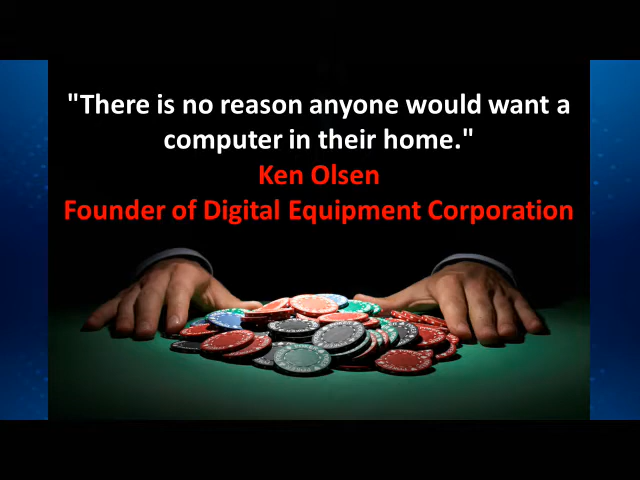 "There is no reason anyone would want a
computer in their home."
Ken Olsen
Founder of Digital Equipment Corporation